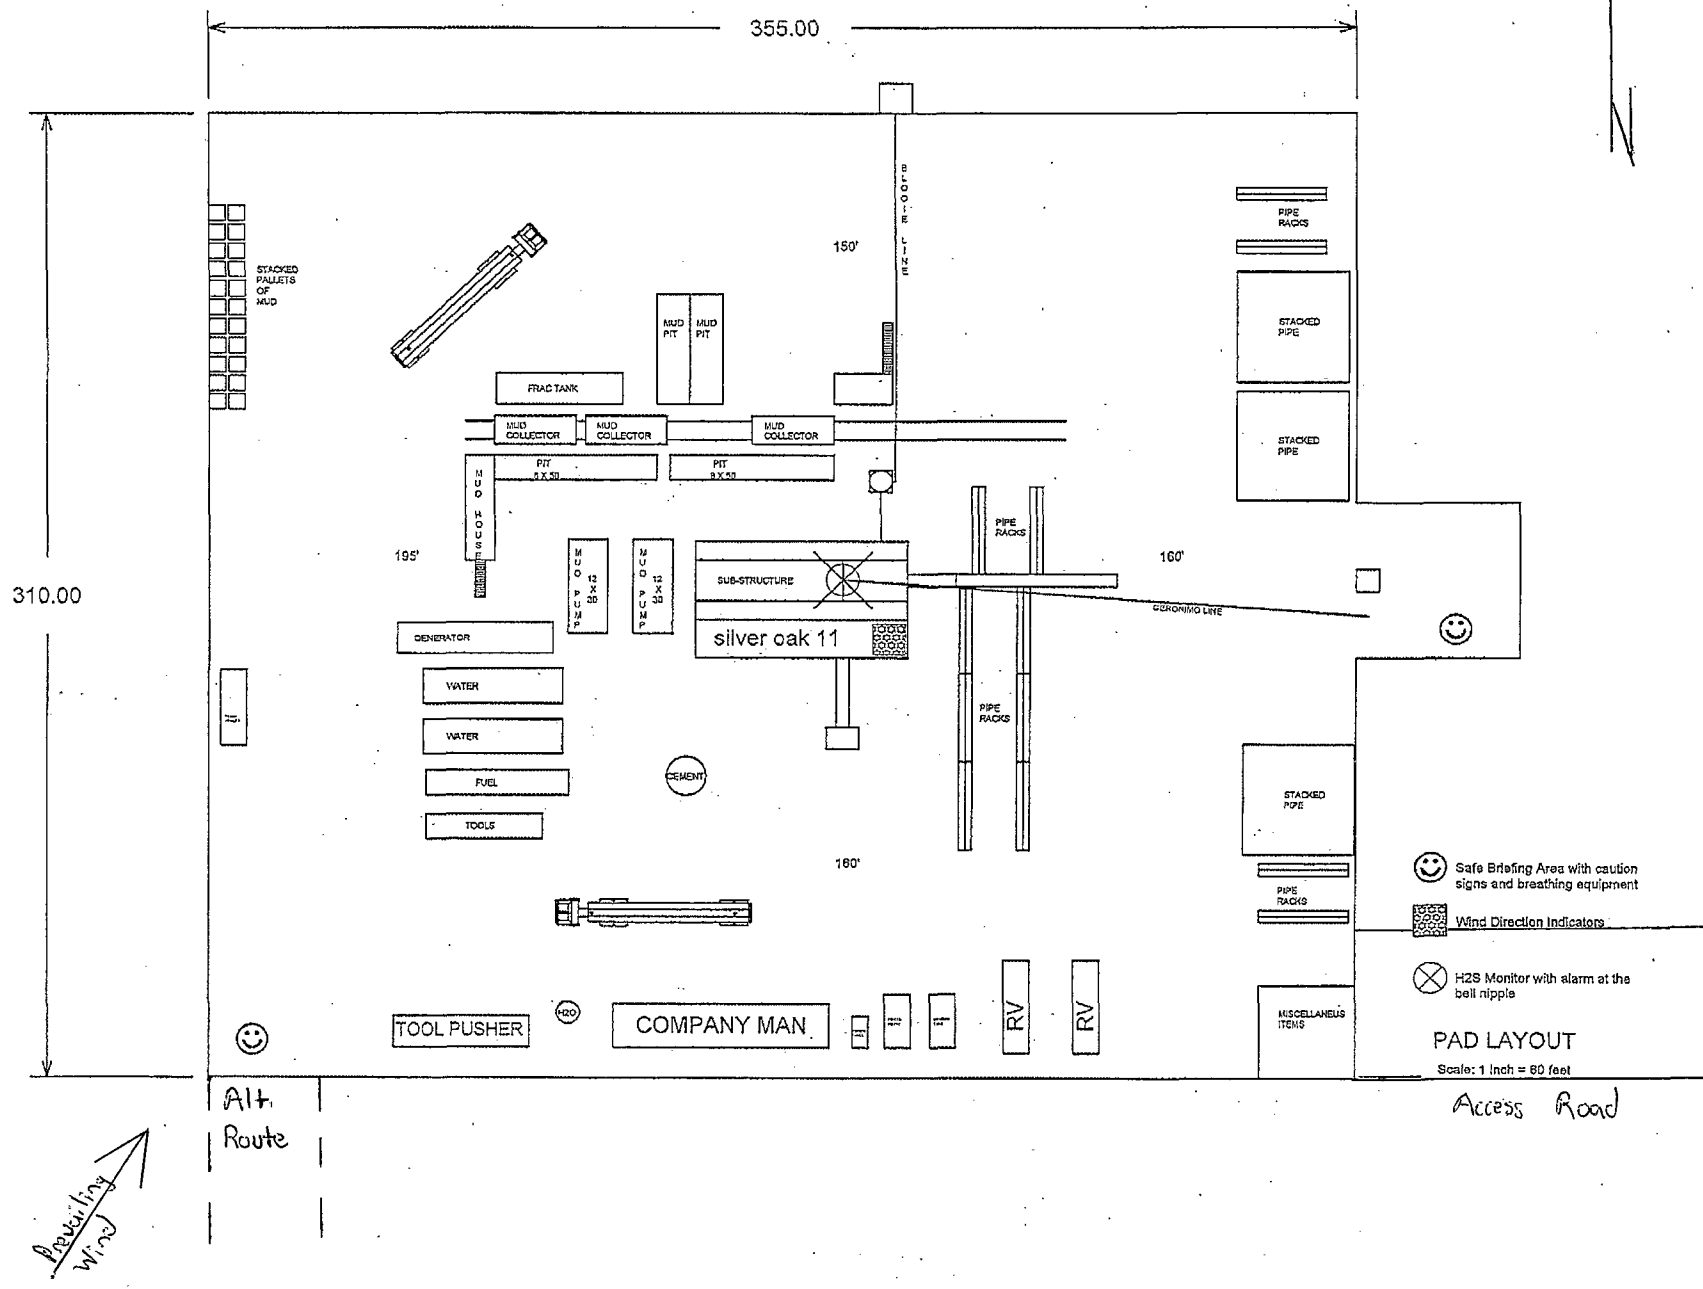 355.00
N
BLOOIE LINE
PIPE
RACKS
150'
STACKED
PALLETS
OF
MUD
MUD
PIT
MUD
PIT
STACKED
PIPE
FRAC TANK
MUD
COLLECTOR
MUD
COLLECTOR
MUD
COLLECTOR
STACKED
PIPE
PIT
8 X 50
PIT
8 X 50
MUD HOUSE
PIPE
RACKS
195'
MUD PUMP
12
X
30
MUD PUMP
12
X
30
SUB-STRUCTURE
160'
310.00
GERONIMO LINE
GENERATOR
silver oak 11
WATER
PIPE
RACKS
WATER
CEMENT
FUEL
STACKED
PIPE
TOOLS
160'
Safe Briefing Area with caution
signs and breathing equipment
PIPE
RACKS
Wind Direction Indicators
H2S Monitor with alarm at the
bell nipple
H2O
TOOL PUSHER
COMPANY MAN
RV
RV
MISCELLANEUS
ITEMS
PAD LAYOUT
Scale: 1 inch = 60 feet
Alt.
Route
Access Road
Prevailing
Wind